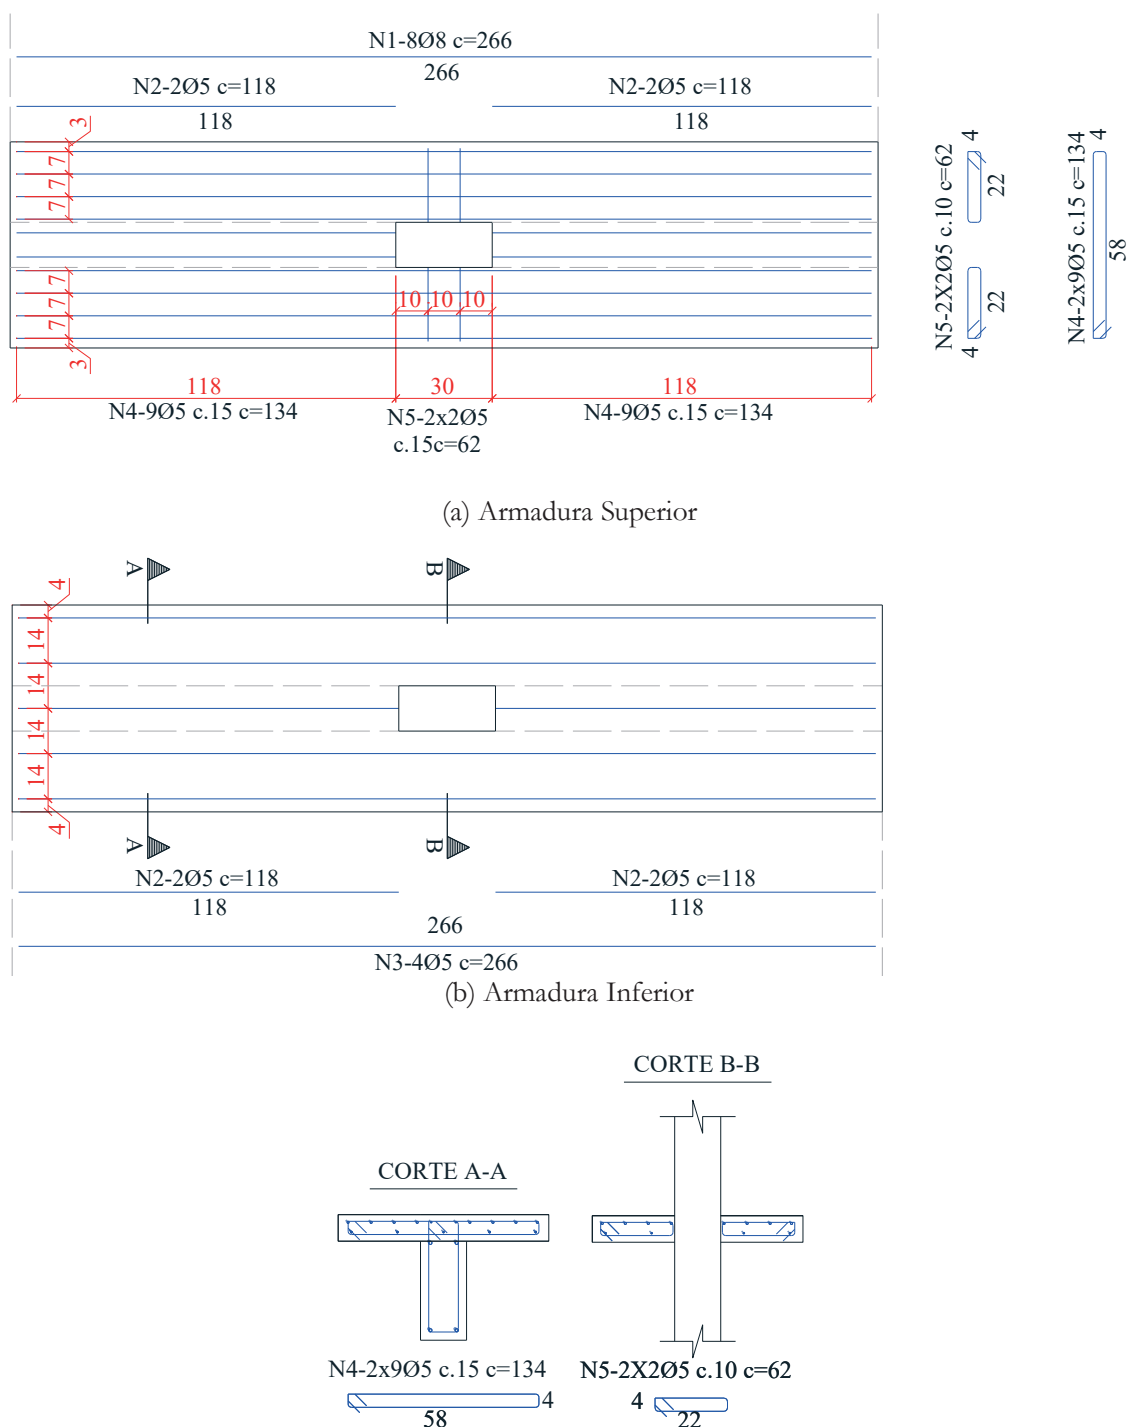 N1-8Ø8 c=266
266
N2-2Ø5 c=118
N2-2Ø5 c=118
118
118
3
7
7
7
7
7
7
3
10 10 10
118
30
118
N4-9Ø5 c.15 c=134
N5-2x2Ø5
c.15c=62
N4-9Ø5 c.15 c=134
N5-2X2Ø5 c.10 c=62
4
22
22
4
N4-2x9Ø5 c.15 c=134
4
58
(a) Armadura Superior
A
B
4
14
14
14
14
4
A
B
N2-2Ø5 c=118
N2-2Ø5 c=118
118
118
266
N3-4Ø5 c=266
(b) Armadura Inferior
CORTE B-B
CORTE A-A
N4-2x9Ø5 c.15 c=134
4
58
N5-2X2Ø5 c.10 c=62
4
22